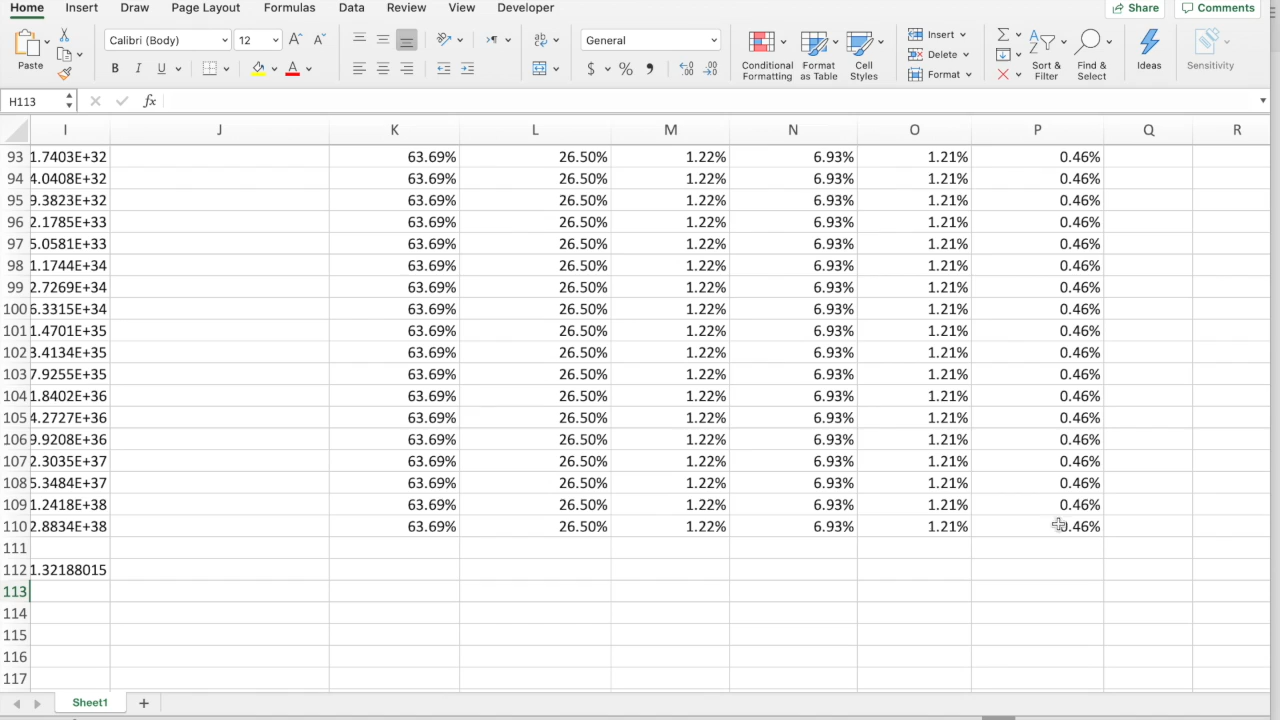 Home Insert Draw Page Layout Formulas Data Review View Developer Share Comments
Calibri (Body) 12 General Insert
Paste B I U $ % Conditional Formatting Format as Table Cell Styles Delete Sort & Filter Find & Select Ideas Sensitivity
Format
H113 fx
I J K L M N O P Q R
93 1.7403E+32 63.69% 26.50% 1.22% 6.93% 1.21% 0.46%
94 4.0408E+32 63.69% 26.50% 1.22% 6.93% 1.21% 0.46%
95 9.3823E+32 63.69% 26.50% 1.22% 6.93% 1.21% 0.46%
96 2.1785E+33 63.69% 26.50% 1.22% 6.93% 1.21% 0.46%
97 5.0581E+33 63.69% 26.50% 1.22% 6.93% 1.21% 0.46%
98 1.1744E+34 63.69% 26.50% 1.22% 6.93% 1.21% 0.46%
99 2.7269E+34 63.69% 26.50% 1.22% 6.93% 1.21% 0.46%
100 6.3315E+34 63.69% 26.50% 1.22% 6.93% 1.21% 0.46%
101 1.4701E+35 63.69% 26.50% 1.22% 6.93% 1.21% 0.46%
102 3.4134E+35 63.69% 26.50% 1.22% 6.93% 1.21% 0.46%
103 7.9255E+35 63.69% 26.50% 1.22% 6.93% 1.21% 0.46%
104 1.8402E+36 63.69% 26.50% 1.22% 6.93% 1.21% 0.46%
105 4.2727E+36 63.69% 26.50% 1.22% 6.93% 1.21% 0.46%
106 9.9208E+36 63.69% 26.50% 1.22% 6.93% 1.21% 0.46%
107 2.3035E+37 63.69% 26.50% 1.22% 6.93% 1.21% 0.46%
108 5.3484E+37 63.69% 26.50% 1.22% 6.93% 1.21% 0.46%
109 1.2418E+38 63.69% 26.50% 1.22% 6.93% 1.21% 0.46%
110 2.8834E+38 63.69% 26.50% 1.22% 6.93% 1.21% 0.46%
111
112 1.32188015
113
114
115
116
117
Sheet1